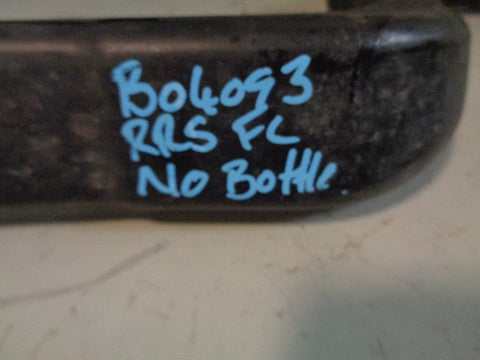 B04093
RRS FL
No Bottle.